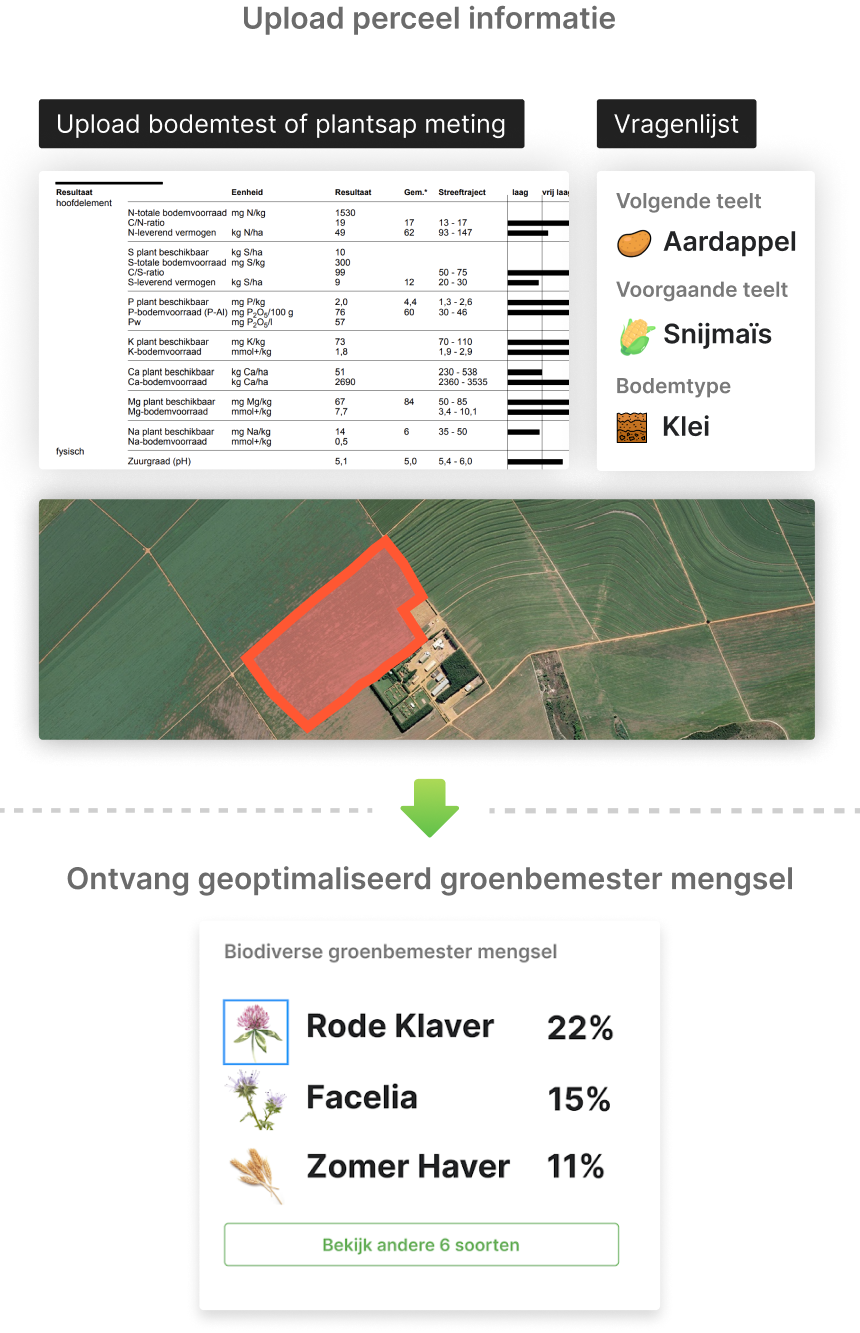 Upload perceel informatie
Upload bodemtest of plantsap meting
Vragenlijst
Resultaat Eenheid Resultaat Gem.* Streeftraject laag vrij laag
hoofdelement
N-totale bodemvoorraad mg N/kg 1530
C/N-ratio 19 17 13 - 17
N-leverend vermogen kg N/ha 49 62 93 - 147
S plant beschikbaar kg S/ha 10
S-totale bodemvoorraad mg S/kg 300
C/S-ratio 99 50 - 75
S-leverend vermogen kg S/ha 9 12 20 - 30
P plant beschikbaar mg P/kg 2,0 4,4 1,3 - 2,6
P-bodemvoorraad (P-Al) mg P₂O₅/100 g 76 60 30 - 46
Pw mg P₂O₅/l 57
K plant beschikbaar mg K/kg 73 70 - 110
K-bodemvoorraad mmol+/kg 1,8 1,9 - 2,9
Ca plant beschikbaar kg Ca/ha 51 230 - 538
Ca-bodemvoorraad kg Ca/ha 2690 2360 - 3535
Mg plant beschikbaar mg Mg/kg 67 84 50 - 85
Mg-bodemvoorraad mmol+/kg 7,7 3,4 - 10,1
Na plant beschikbaar mg Na/kg 14 6 35 - 50
Na-bodemvoorraad mmol+/kg 0,5
fysisch
Zuurgraad (pH) 5,1 5,0 5,4 - 6,0
Volgende teelt
Aardappel
Voorgaande teelt
Snijmaïs
Bodemtype
Klei
Ontvang geoptimaliseerd groenbemester mengsel
Biodiverse groenbemester mengsel
Rode Klaver 22%
Facelia 15%
Zomer Haver 11%
Bekijk andere 6 soorten